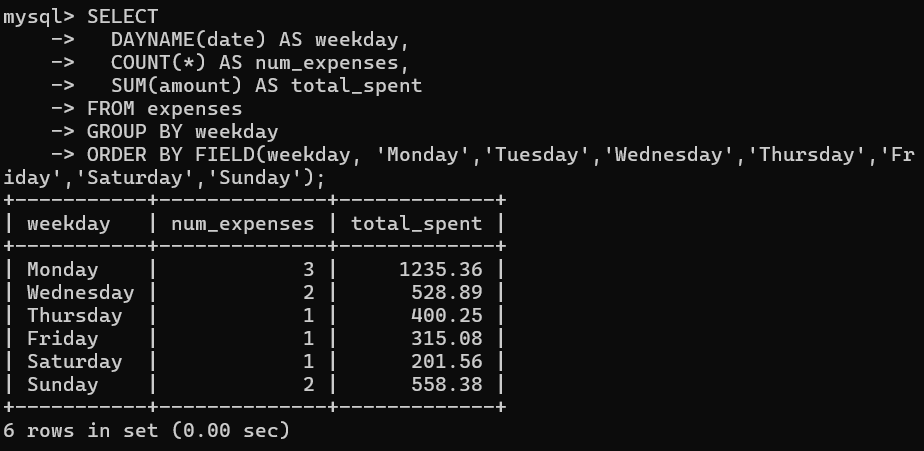 mysql> SELECT
    ->   DAYNAME(date) AS weekday,
    ->   COUNT(*) AS num_expenses,
    ->   SUM(amount) AS total_spent
    -> FROM expenses
    -> GROUP BY weekday
    -> ORDER BY FIELD(weekday, 'Monday','Tuesday','Wednesday','Thursday','Fr
iday','Saturday','Sunday');
+-----------+--------------+-------------+
| weekday   | num_expenses | total_spent |
+-----------+--------------+-------------+
| Monday    |            3 |     1235.36 |
| Wednesday |            2 |      528.89 |
| Thursday  |            1 |      400.25 |
| Friday    |            1 |      315.08 |
| Saturday  |            1 |      201.56 |
| Sunday    |            2 |      558.38 |
+-----------+--------------+-------------+
6 rows in set (0.00 sec)